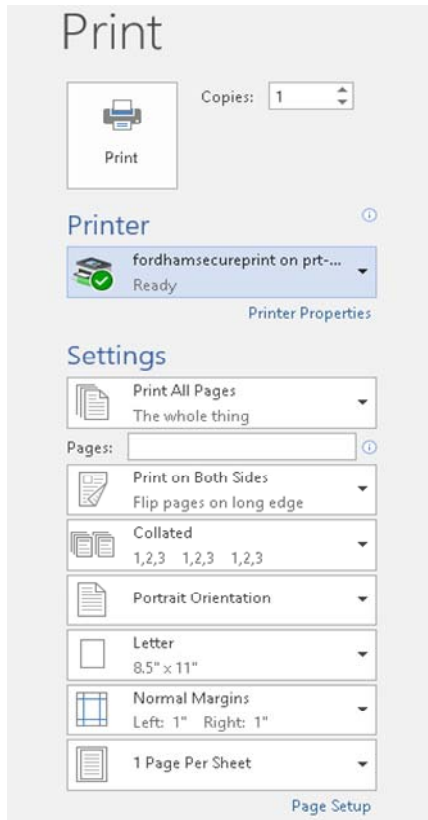 Print
Copies: 1
Print
Printer
fordhamsecureprint on prt-...
Ready
Printer Properties
Settings
Print All Pages
The whole thing
Pages:
Print on Both Sides
Flip pages on long edge
Collated
1,2,3 1,2,3 1,2,3
Portrait Orientation
Letter
8.5" x 11"
Normal Margins
Left: 1" Right: 1"
1 Page Per Sheet
Page Setup